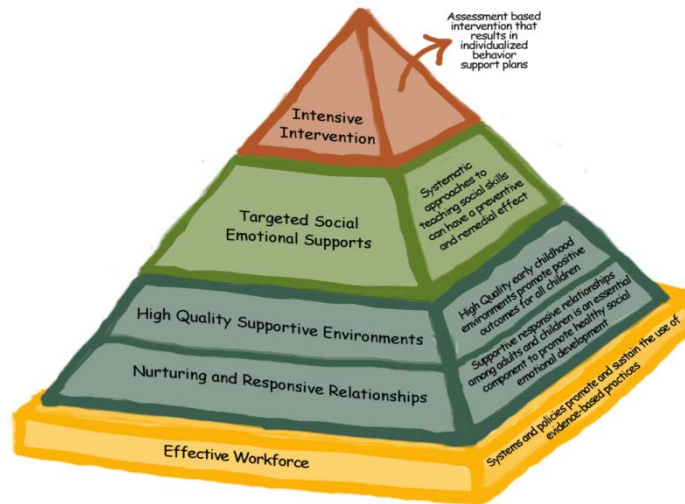 Assessment based
intervention that
results in
individualized
behavior
support plans
Intensive
Intervention
Systematic
approaches to
teaching social skills
can have a preventive
and remedial effect
Targeted Social
Emotional Supports
High Quality early childhood
environments promote positive
outcomes for all children
High Quality Supportive Environments
Supportive responsive relationships
among adults and children is an essential
component to promote healthy social
emotional development
Nurturing and Responsive Relationships
Systems and policies promote and sustain the use of
evidence-based practices
Effective Workforce